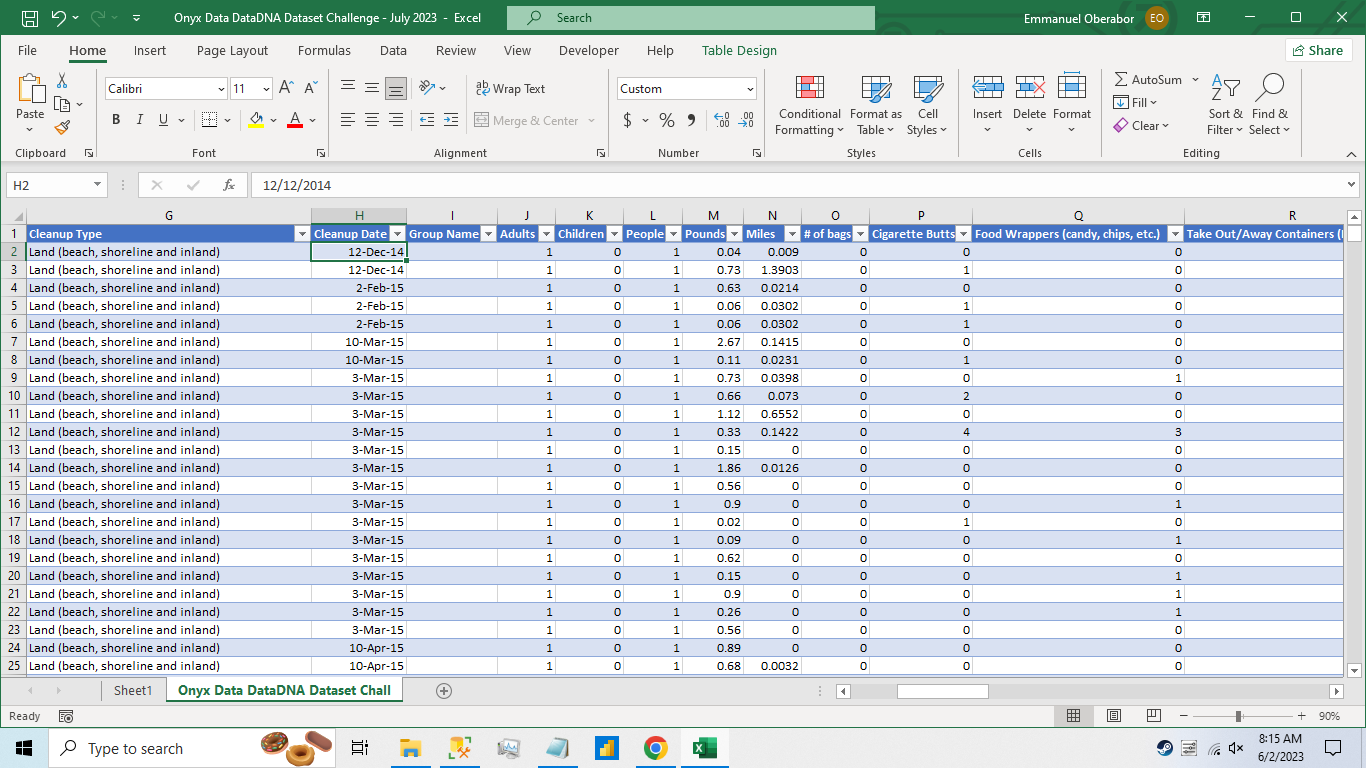 Onyx Data DataDNA Dataset Challenge - July 2023 - Excel
Search
Emmanuel Oberabor EO
File Home Insert Page Layout Formulas Data Review View Developer Help Table Design Share
Paste Calibri 11 B I U ab Wrap Text Merge & Center Custom $ % Conditional Formatting Format as Table Cell Styles Insert Delete Format AutoSum Fill Clear Sort & Filter Find & Select
Clipboard Font Alignment Number Styles Cells Editing
H2 fx 12/12/2014
G H I J K L M N O P Q R
1 Cleanup Type Cleanup Date Group Name Adults Children People Pounds Miles # of bags Cigarette Butts Food Wrappers (candy, chips, etc.) Take Out/Away Containers (
2 Land (beach, shoreline and inland) 12-Dec-14 1 0 1 0.04 0.009 0 0 0
3 Land (beach, shoreline and inland) 12-Dec-14 1 0 1 0.73 1.3903 0 1 0
4 Land (beach, shoreline and inland) 2-Feb-15 1 0 1 0.63 0.0214 0 0 0
5 Land (beach, shoreline and inland) 2-Feb-15 1 0 1 0.06 0.0302 0 1 0
6 Land (beach, shoreline and inland) 2-Feb-15 1 0 1 0.06 0.0302 0 1 0
7 Land (beach, shoreline and inland) 10-Mar-15 1 0 1 2.67 0.1415 0 0 0
8 Land (beach, shoreline and inland) 10-Mar-15 1 0 1 0.11 0.0231 0 1 0
9 Land (beach, shoreline and inland) 3-Mar-15 1 0 1 0.73 0.0398 0 0 1
10 Land (beach, shoreline and inland) 3-Mar-15 1 0 1 0.66 0.073 0 2 0
11 Land (beach, shoreline and inland) 3-Mar-15 1 0 1 1.12 0.6552 0 0 0
12 Land (beach, shoreline and inland) 3-Mar-15 1 0 1 0.33 0.1422 0 4 3
13 Land (beach, shoreline and inland) 3-Mar-15 1 0 1 0.15 0 0 0 0
14 Land (beach, shoreline and inland) 3-Mar-15 1 0 1 1.86 0.0126 0 0 0
15 Land (beach, shoreline and inland) 3-Mar-15 1 0 1 0.56 0 0 0 0
16 Land (beach, shoreline and inland) 3-Mar-15 1 0 1 0.9 0 0 0 1
17 Land (beach, shoreline and inland) 3-Mar-15 1 0 1 0.02 0 0 1 0
18 Land (beach, shoreline and inland) 3-Mar-15 1 0 1 0.09 0 0 0 1
19 Land (beach, shoreline and inland) 3-Mar-15 1 0 1 0.62 0 0 0 0
20 Land (beach, shoreline and inland) 3-Mar-15 1 0 1 0.15 0 0 0 1
21 Land (beach, shoreline and inland) 3-Mar-15 1 0 1 0.9 0 0 0 1
22 Land (beach, shoreline and inland) 3-Mar-15 1 0 1 0.26 0 0 0 1
23 Land (beach, shoreline and inland) 3-Mar-15 1 0 1 0.56 0 0 0 0
24 Land (beach, shoreline and inland) 10-Apr-15 1 0 1 0.89 0 0 0 0
25 Land (beach, shoreline and inland) 10-Apr-15 1 0 1 0.68 0.0032 0 0 0
Sheet1 Onyx Data DataDNA Dataset Chall
Ready 90%
Type to search 8:15 AM
6/2/2023